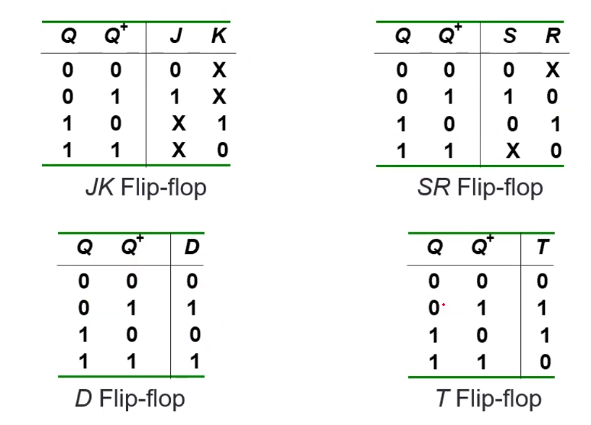 Q Q+ J K
0 0 0 X
0 1 1 X
1 0 X 1
1 1 X 0
JK Flip-flop
Q Q+ S R
0 0 0 X
0 1 1 0
1 0 0 1
1 1 X 0
SR Flip-flop
Q Q+ D
0 0 0
0 1 1
1 0 0
1 1 1
D Flip-flop
Q Q+ T
0 0 0
0 1 1
1 0 1
1 1 0
T Flip-flop